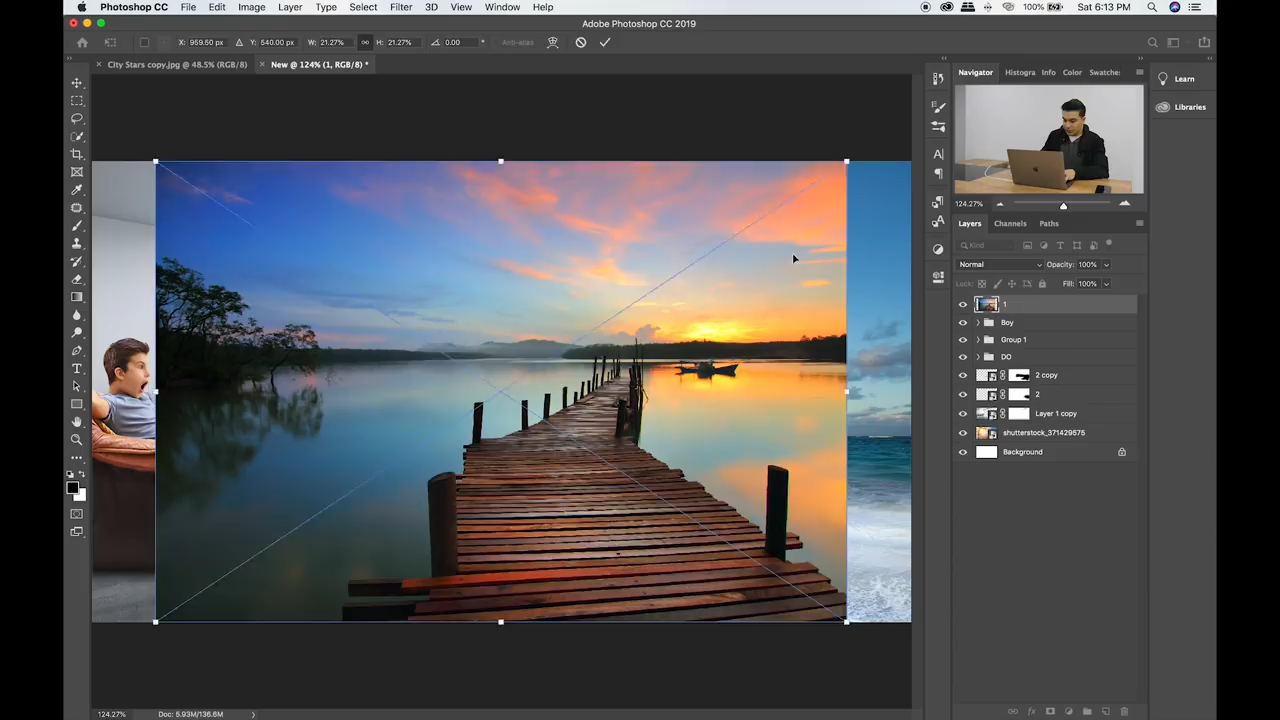 Photoshop CC File Edit Image Layer Type Select Filter 3D View Window Help 100% Sat 6:13 PM
Adobe Photoshop CC 2019
X: 959.50 px Y: 540.00 px W: 21.27% H: 21.27% 0.00 ° Anti-alias
City Stars copy.jpg @ 48.5% (RGB/8) New @ 124% (1, RGB/8) *
Navigator Histogra Info Color Swatche: Learn
Libraries
124.27%
Layers Channels Paths
Kind
Normal Opacity: 100%
Lock: Fill: 100%
1
Boy
Group 1
DO
2 copy
2
Layer 1 copy
shutterstock_371429675
Background
124.27% Doc: 5.93M/136.6M